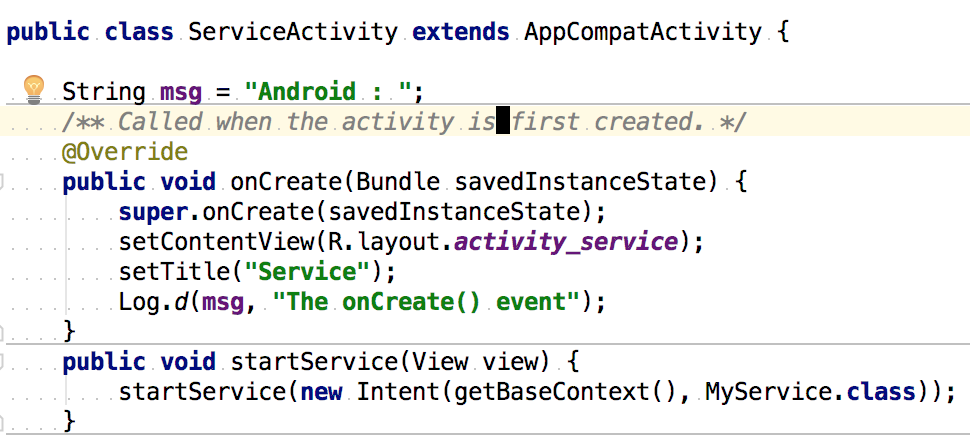 public class ServiceActivity extends AppCompatActivity {
String msg = "Android : ";
/** Called when the activity is first created. */
@Override
public void onCreate(Bundle savedInstanceState) {
super.onCreate(savedInstanceState);
setContentView(R.layout.activity_service);
setTitle("Service");
Log.d(msg, "The onCreate() event");
}
public void startService(View view) {
startService(new Intent(getBaseContext(), MyService.class));
}